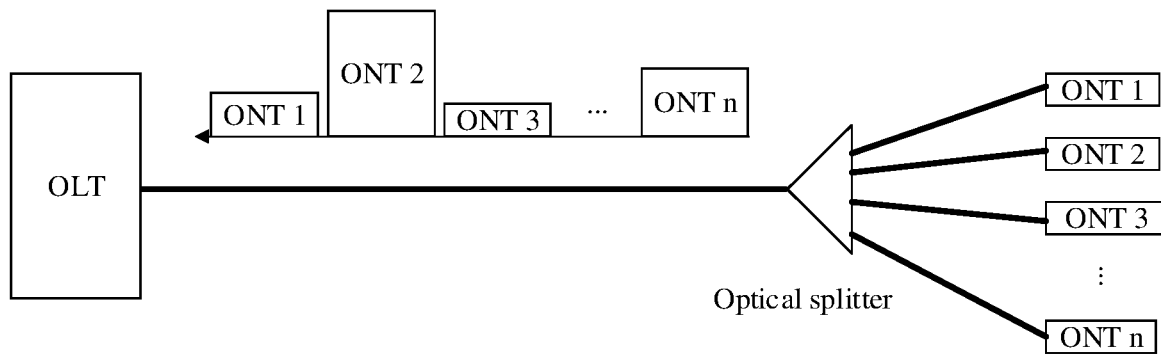 OLT
ONT 1
ONT 2
ONT 3
...
ONT n
Optical splitter
ONT 1
ONT 2
ONT 3
...
ONT n